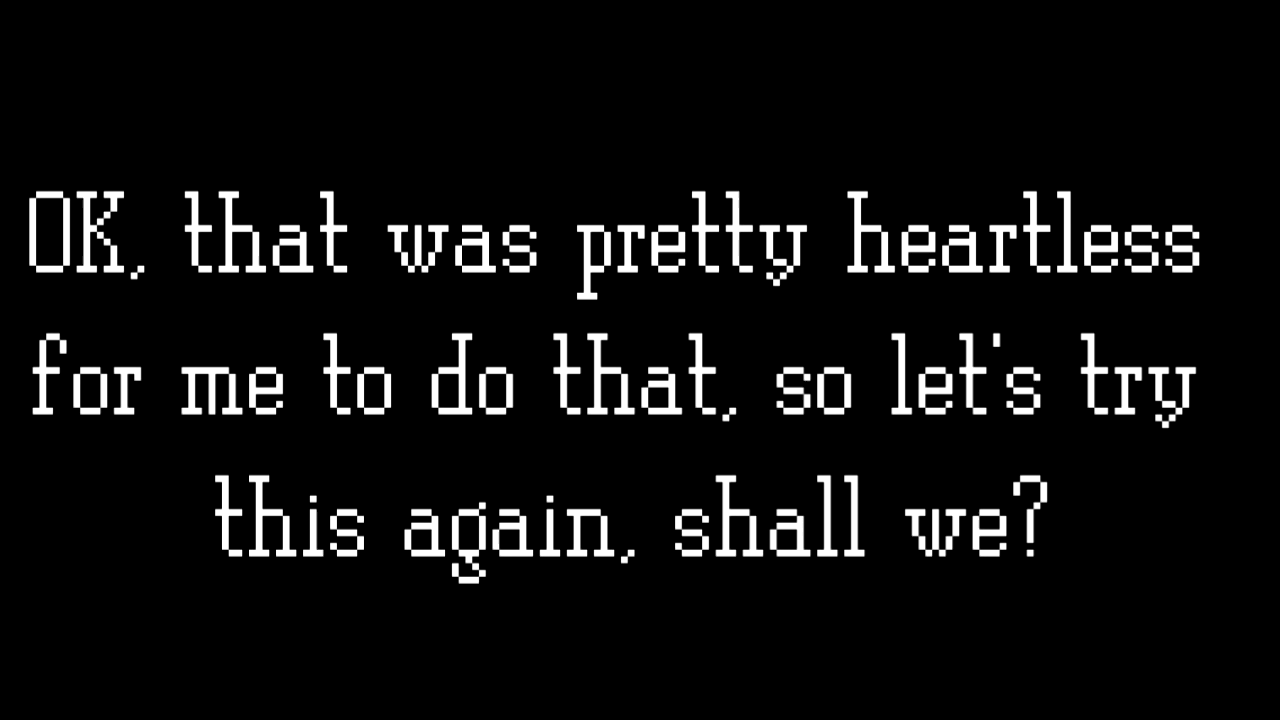 OK, that was pretty heartless
for me to do that, so let's try
this again, shall we?